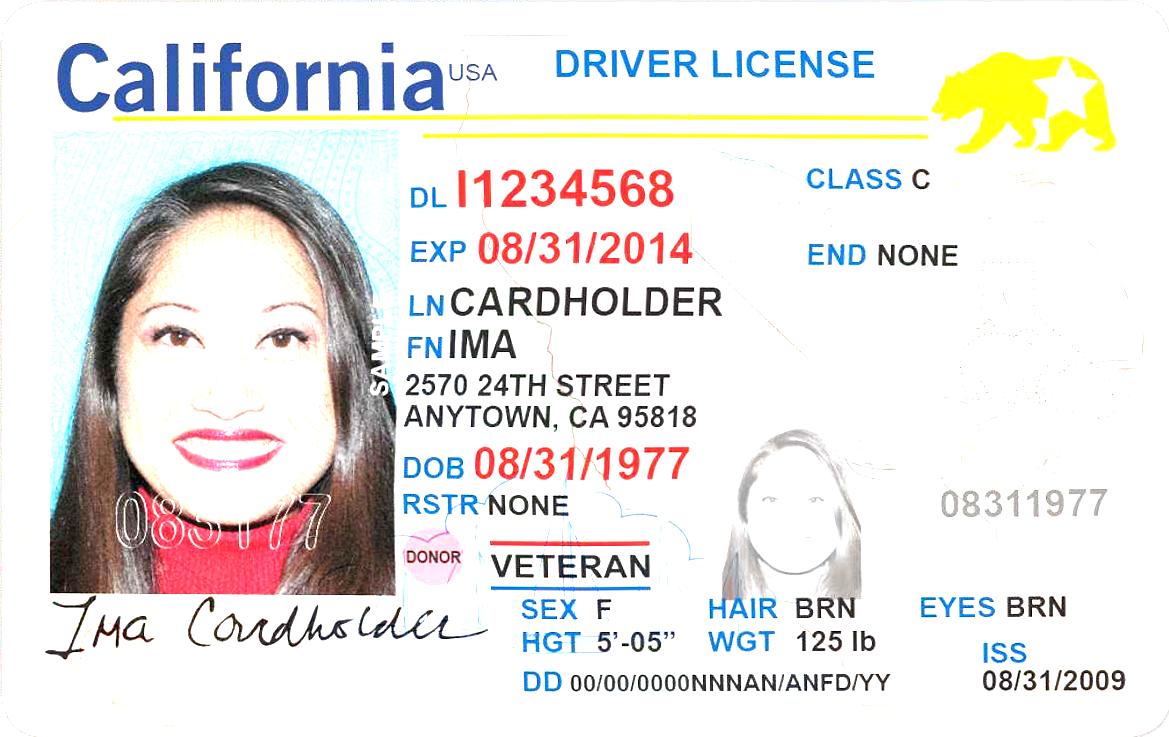 California USA DRIVER LICENSE
DL I1234568 CLASS C
EXP 08/31/2014 END NONE
LN CARDHOLDER
FN IMA
SAMPLE
2570 24TH STREET
ANYTOWN, CA 95818
DOB 08/31/1977
RSTR NONE
083177
08311977
DONOR
VETERAN
SEX F HAIR BRN EYES BRN
HGT 5'-05" WGT 125 lb
ISS
DD 00/00/0000NNNAN/ANFD/YY 08/31/2009
Ima Cardholder